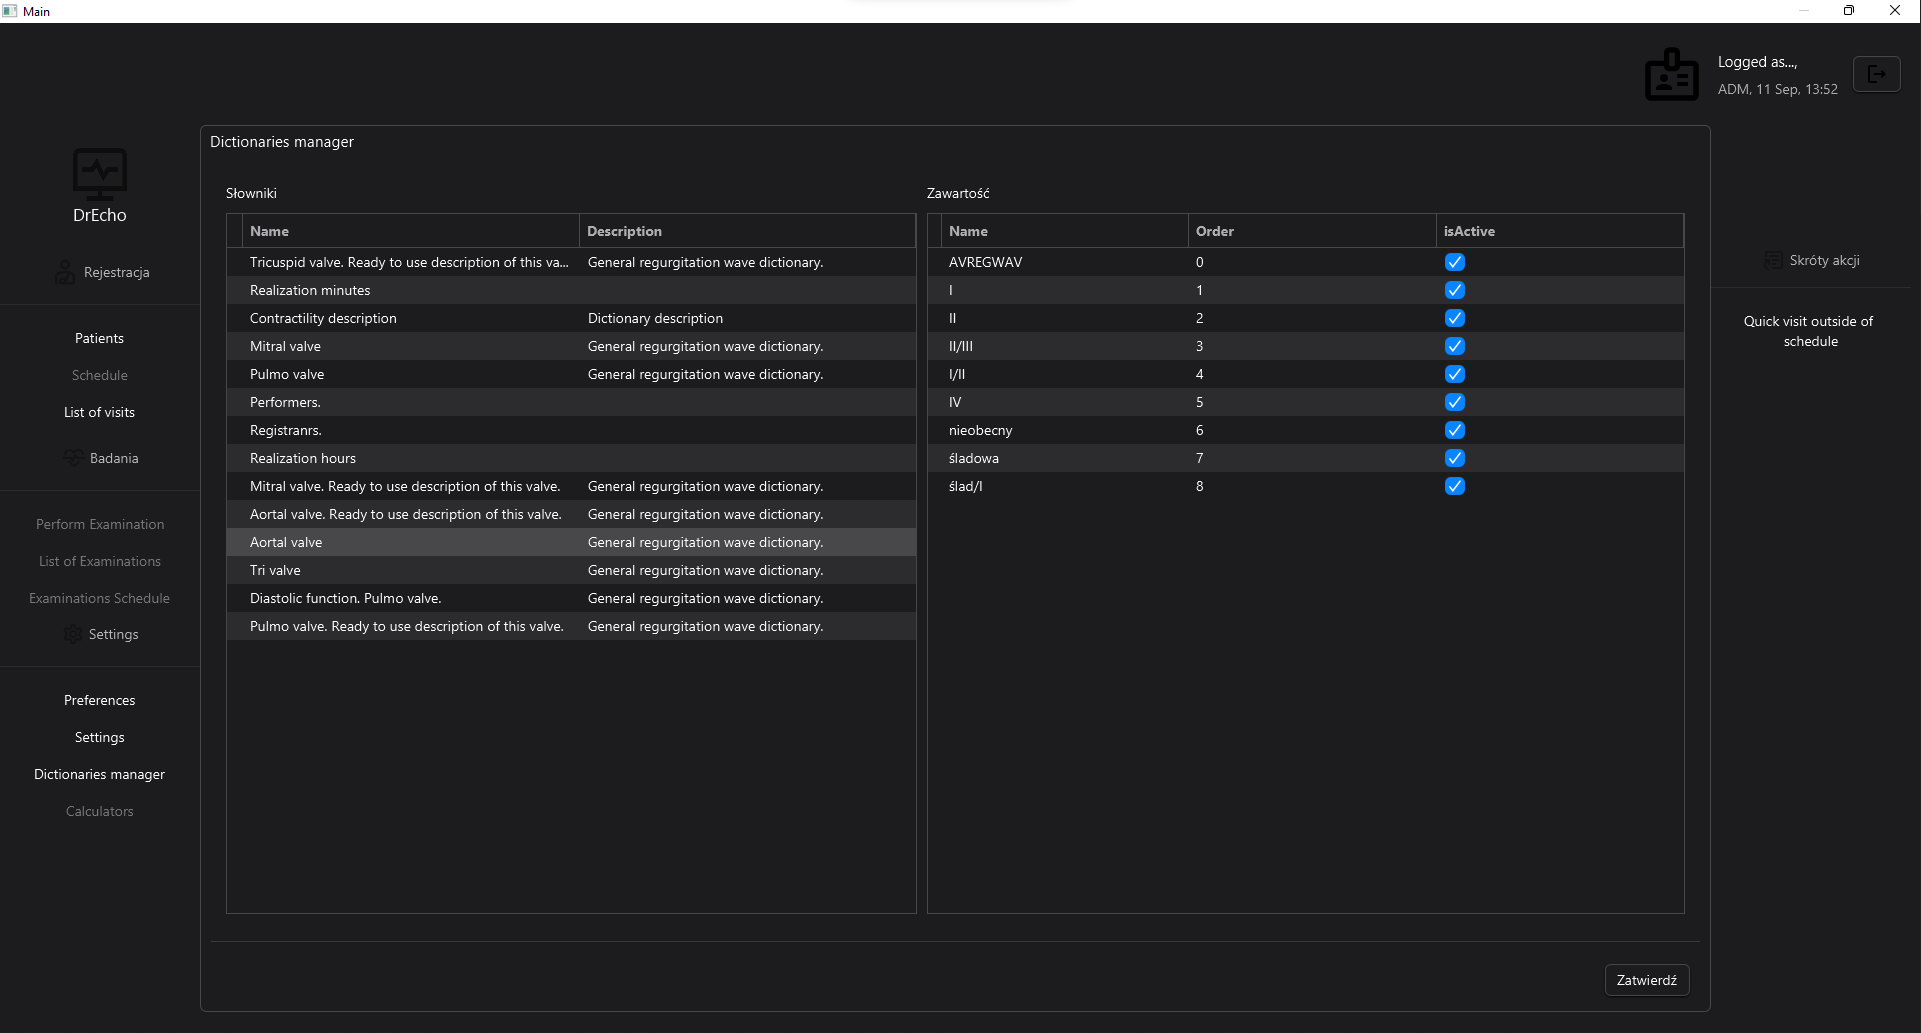 Main
Logged as...,
ADM, 11 Sep, 13:52
DrEcho
Rejestracja
Patients
Schedule
List of visits
Badania
Perform Examination
List of Examinations
Examinations Schedule
Settings
Preferences
Settings
Dictionaries manager
Calculators
Dictionaries manager
Słowniki
Name Description
Tricuspid valve. Ready to use description of this va... General regurgitation wave dictionary.
Realization minutes
Contractility description Dictionary description
Mitral valve General regurgitation wave dictionary.
Pulmo valve General regurgitation wave dictionary.
Performers.
Registranrs.
Realization hours
Mitral valve. Ready to use description of this valve. General regurgitation wave dictionary.
Aortal valve. Ready to use description of this valve. General regurgitation wave dictionary.
Aortal valve General regurgitation wave dictionary.
Tri valve General regurgitation wave dictionary.
Diastolic function. Pulmo valve. General regurgitation wave dictionary.
Pulmo valve. Ready to use description of this valve. General regurgitation wave dictionary.
Zawartość
Name Order isActive
AVREGWAV 0
I 1
II 2
II/III 3
I/II 4
IV 5
nieobecny 6
śladowa 7
ślad/I 8
Zatwierdź
Skróty akcji
Quick visit outside of
schedule